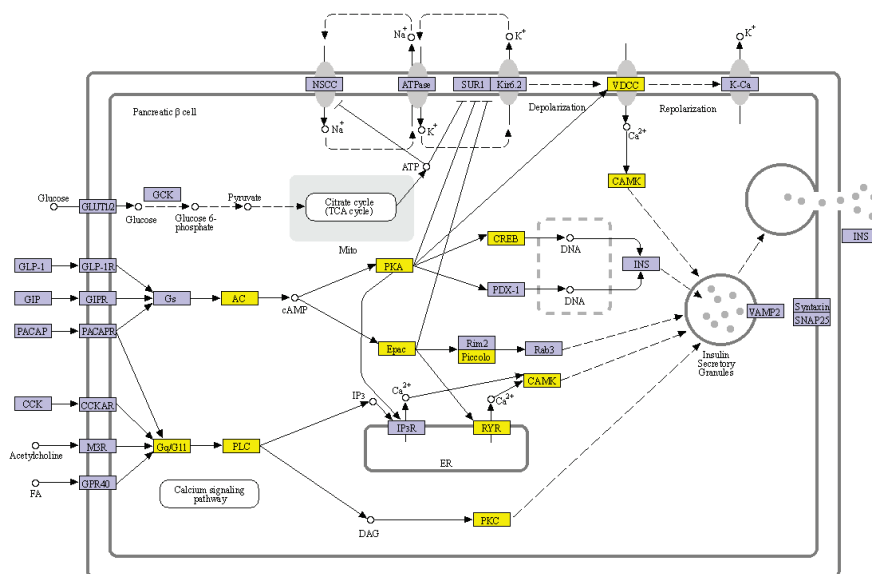 Na+
K+
K+
NSCC
ATPase
SUR1
Kir6.2
VDCC
K-Ca
Pancreatic β cell
Depolarization
Repolarization
Na+
K+
Ca2+
ATP
CAMK
Glucose
GLUT1/2
Glucose
GCK
Glucose 6-
phosphate
Pyruvate
Citrate cycle
(TCA cycle)
Mito
INS
GLP-1
GLP-1R
GIP
GIPR
Gs
AC
cAMP
PKA
CREB
DNA
INS
PDX-1
DNA
PACAP
PACAPR
Epac
Rim2
Piccolo
Rab3
VAMP2
Syntaxin
SNAP25
Insulin
Secretory
Granules
CAMK
Ca2+
Ca2+
IP3
CCK
CCKAR
IP3R
RYR
ER
Acetylcholine
M3R
Gq/G11
PLC
FA
GPR40
Calcium signaling
pathway
DAG
PKC